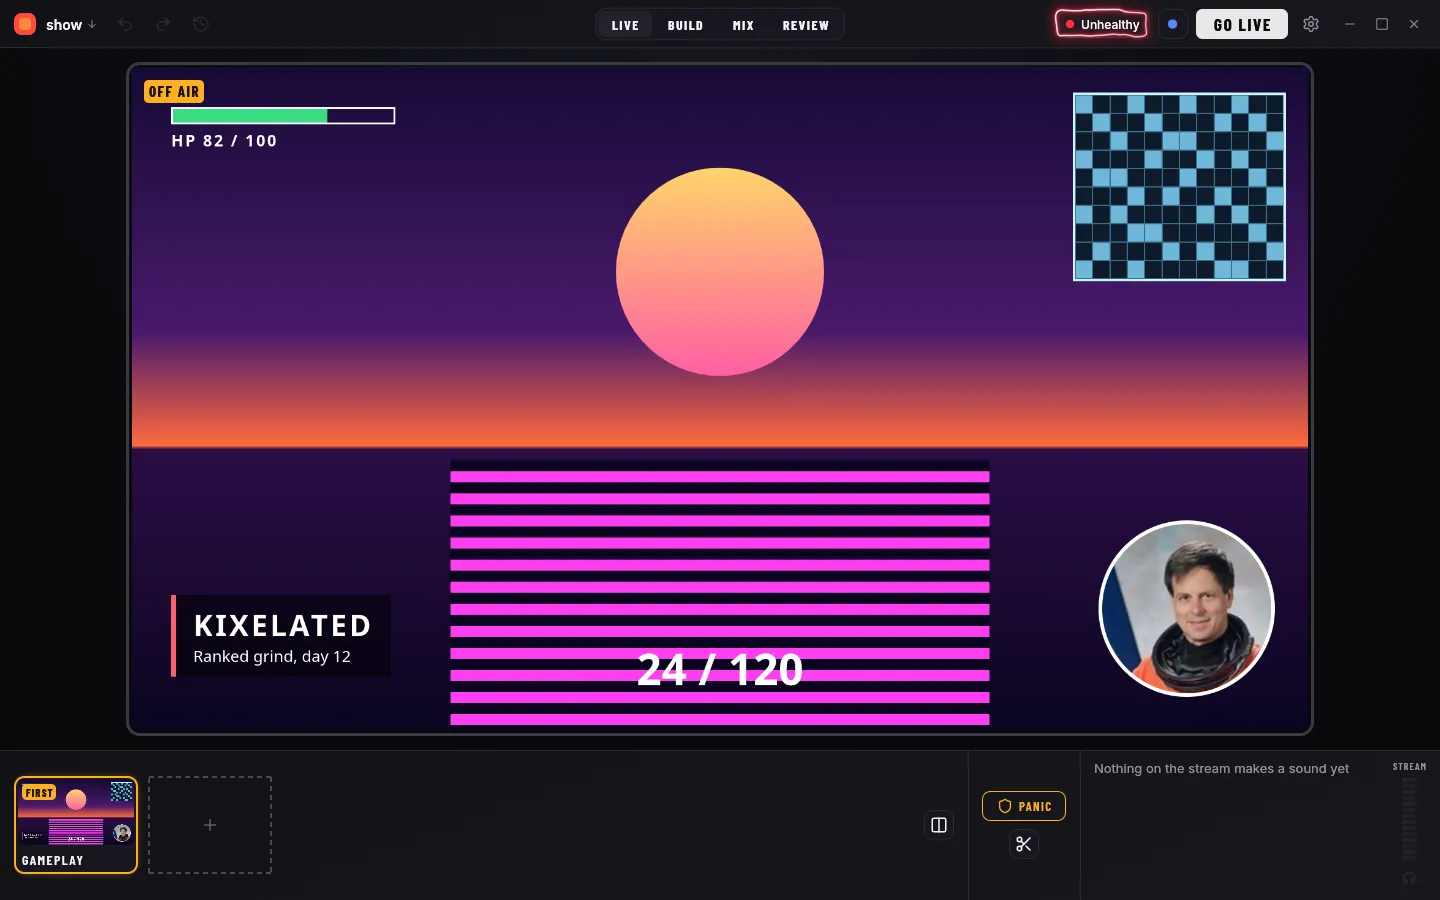 show
LIVE
BUILD
MIX
REVIEW
Unhealthy
GO LIVE
OFF AIR
HP 82 / 100
KIXELATED
Ranked grind, day 12
24 / 120
FIRST
GAMEPLAY
PANIC
Nothing on the stream makes a sound yet
STREAM